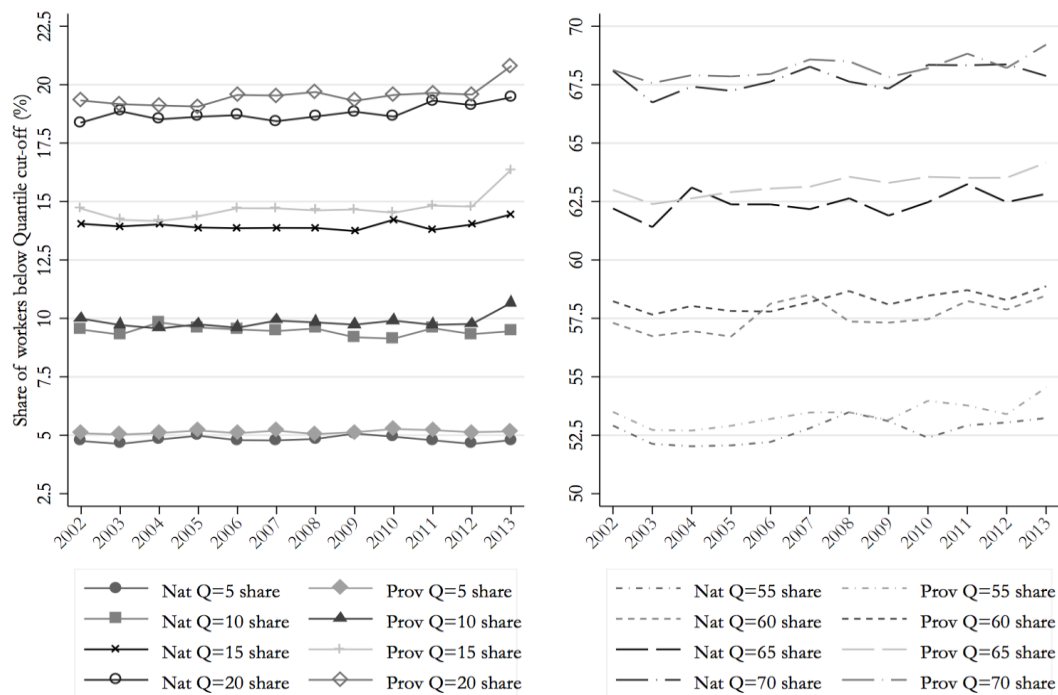 Share of workers below Quantile cut-off (%)
22.5
20
17.5
15
12.5
10
7.5
5
2.5
2002 2003 2004 2005 2006 2007 2008 2009 2010 2011 2012 2013
Nat Q=5 share Prov Q=5 share
Nat Q=10 share Prov Q=10 share
Nat Q=15 share Prov Q=15 share
Nat Q=20 share Prov Q=20 share
70
67.5
65
62.5
60
57.5
55
52.5
50
2002 2003 2004 2005 2006 2007 2008 2009 2010 2011 2012 2013
Nat Q=55 share Prov Q=55 share
Nat Q=60 share Prov Q=60 share
Nat Q=65 share Prov Q=65 share
Nat Q=70 share Prov Q=70 share